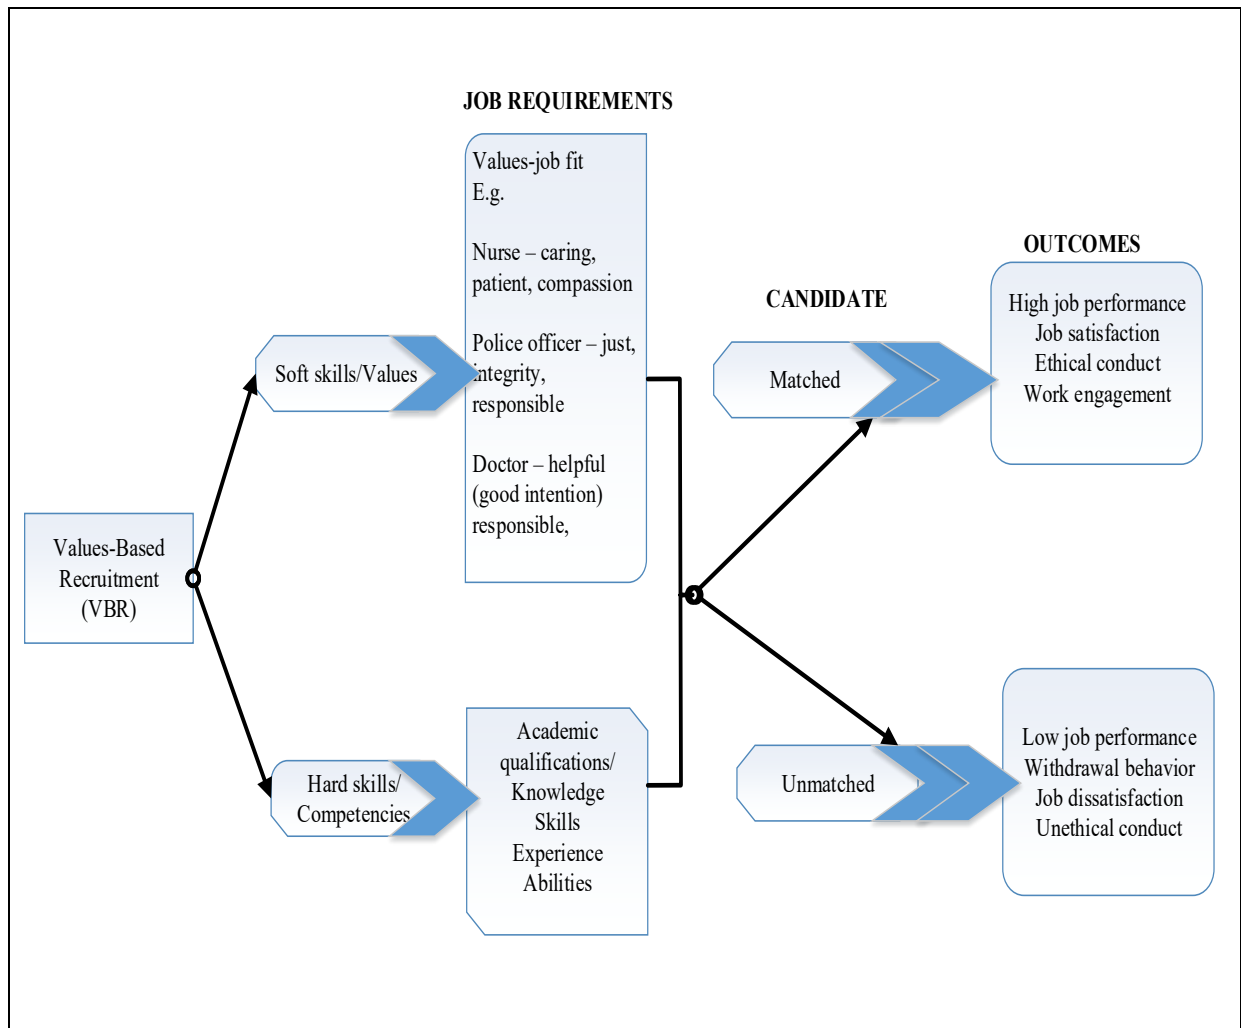 JOB REQUIREMENTS
Values-job fit
E.g.
Nurse – caring,
patient, compassion
Police officer – just,
integrity,
responsible
Doctor – helpful
(good intention)
responsible,
OUTCOMES
High job performance
Job satisfaction
Ethical conduct
Work engagement
CANDIDATE
Matched
Soft skills/Values
Values-Based
Recruitment
(VBR)
Hard skills/
Competencies
Academic
qualifications/
Knowledge
Skills
Experience
Abilities
Unmatched
Low job performance
Withdrawal behavior
Job dissatisfaction
Unethical conduct